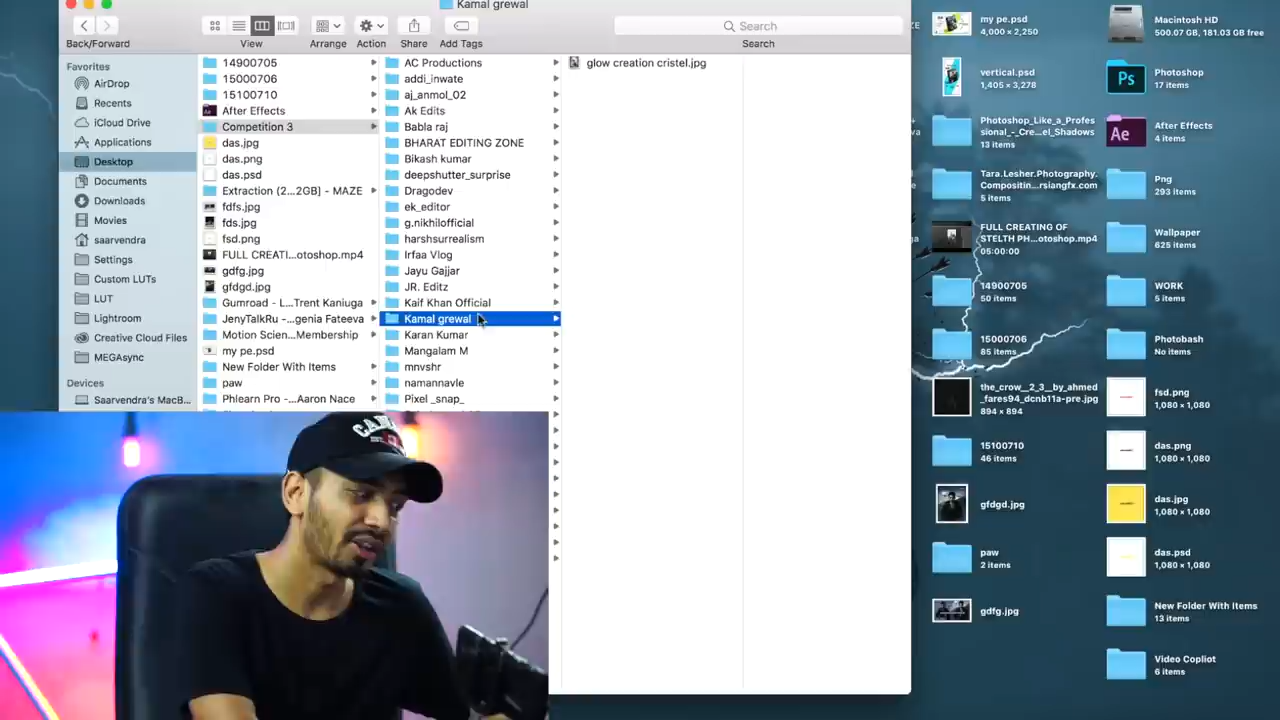 Kamal grewal
Back/Forward
View
Arrange
Action
Share
Add Tags
Search
Search
Favorites
AirDrop
Recents
iCloud Drive
Applications
Desktop
Documents
Downloads
Movies
saarvendra
Settings
Custom LUTs
LUT
Lightroom
Creative Cloud Files
MEGAsync
Devices
Saarvendra's MacB...
14900705
15000706
15100710
After Effects
Competition 3
das.jpg
das.png
das.psd
Extraction (2...2GB) - MAZE
fdfs.jpg
fds.jpg
fsd.png
FULL CREATI...otoshop.mp4
gdfg.jpg
gfdgd.jpg
Gumroad - L...Trent Kaniuga
JenyTalkRu -...genia Fateeva
Motion Scien...Membership
my pe.psd
New Folder With Items
paw
Phlearn Pro -...Aaron Nace
AC Productions
addi_inwate
aj_anmol_02
Ak Edits
Babla raj
BHARAT EDITING ZONE
Bikash kumar
deepshutter_surprise
Dragodev
ek_editor
g.nikhilofficial
harshsurrealism
Irfaa Vlog
Jayu Gajjar
JR. Editz
Kaif Khan Official
Kamal grewal
Karan Kumar
Mangalam M
mnvshr
namannavle
Pixel _snap_
glow creation cristel.jpg
my pe.psd
4,000 × 2,250
vertical.psd
1,405 × 3,278
Photoshop_Like_a_Profes
sional_-_Cre...el_Shadows
13 items
Tara.Lesher.Photography.
Compositin...rsiangfx.com
5 items
FULL CREATING OF
STELTH PH...otoshop.mp4
05:00:00
14900705
50 items
15000706
85 items
the_crow__2_3__by_ahmed
_fares94_dcnb11a-pre.jpg
894 × 894
15100710
46 items
gfdgd.jpg
paw
2 items
gdfg.jpg
Macintosh HD
500.07 GB, 181.03 GB free
Ps
Photoshop
17 items
Ae
After Effects
4 items
Png
293 items
Wallpaper
625 items
WORK
5 items
Photobash
No items
fsd.png
1,080 × 1,080
das.png
1,080 × 1,080
das.jpg
1,080 × 1,080
das.psd
1,080 × 1,080
New Folder With Items
13 items
Video Copliot
6 items